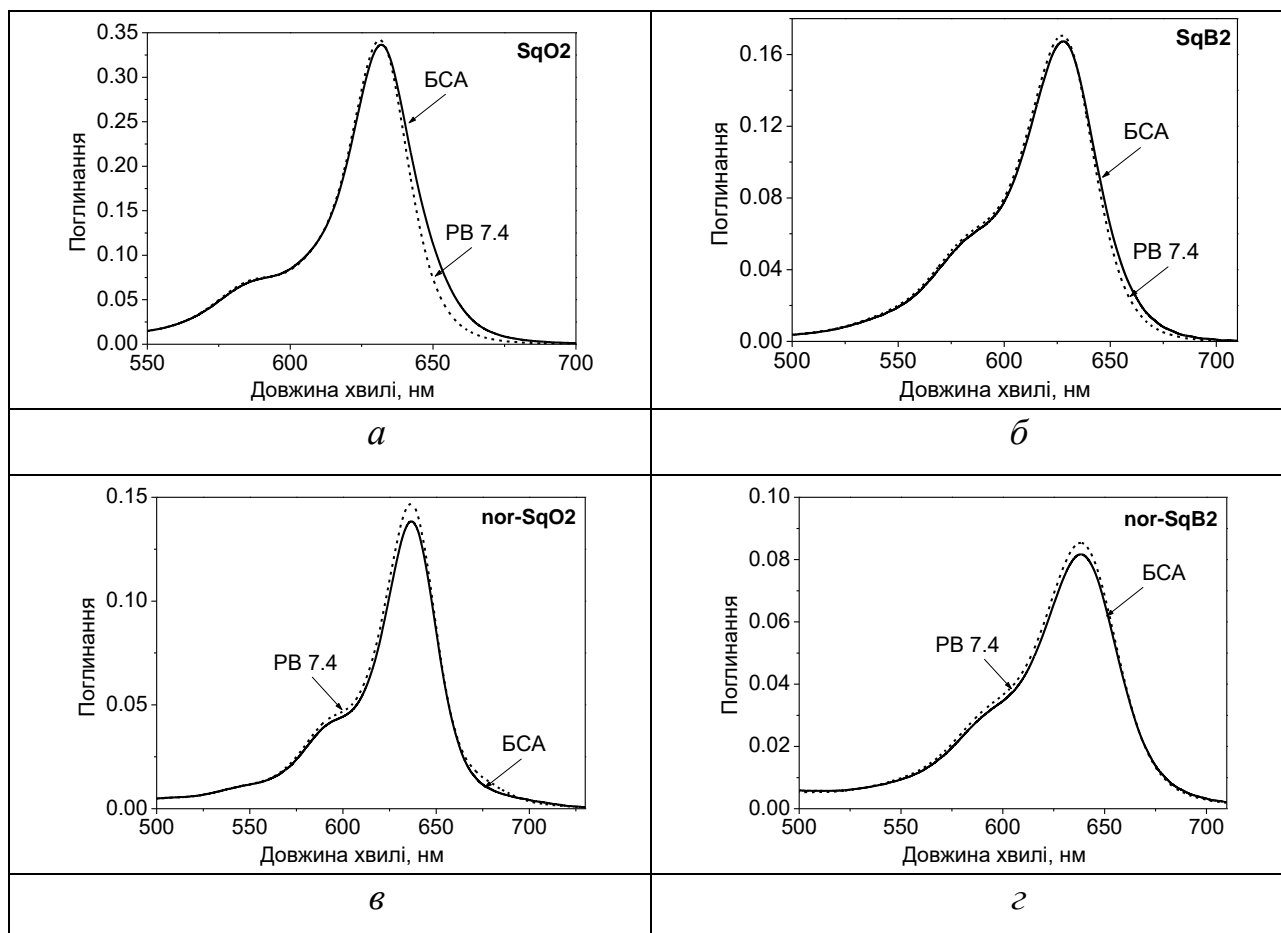 SqO2
0.35
0.30
0.25
0.20
0.15
0.10
0.05
0.00
Поглинання
БСА
PB 7.4
550 600 650 700
Довжина хвилі, нм
SqB2
0.16
0.12
0.08
0.04
0.00
Поглинання
БСА
PB 7.4
500 550 600 650 700
Довжина хвилі, нм
а б
nor-SqO2
0.15
0.10
0.05
0.00
Поглинання
PB 7.4
БСА
500 550 600 650 700
Довжина хвилі, нм
nor-SqB2
0.10
0.08
0.06
0.04
0.02
0.00
Поглинання
БСА
PB 7.4
500 550 600 650 700
Довжина хвилі, нм
в г